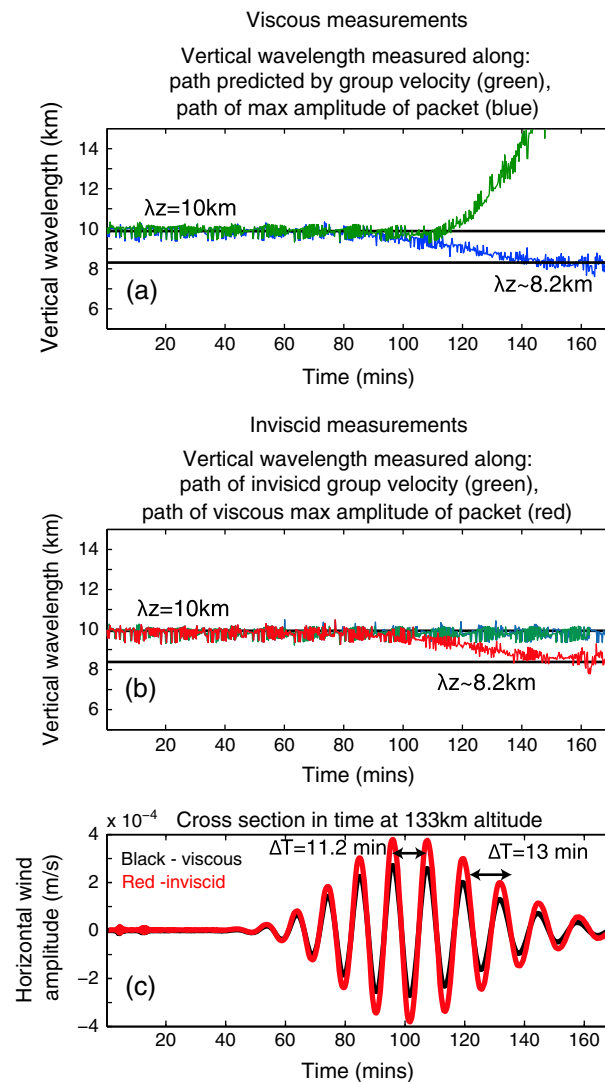 Viscous measurements
Vertical wavelength measured along:
path predicted by group velocity (green),
path of max amplitude of packet (blue)
Vertical wavelength (km)
14
12
10
8
6
λz=10km
λz~8.2km
(a)
20 40 60 80 100 120 140 160
Time (mins)
Inviscid measurements
Vertical wavelength measured along:
path of invisicd group velocity (green),
path of viscous max amplitude of packet (red)
Vertical wavelength (km)
14
12
10
8
6
λz=10km
λz~8.2km
(b)
20 40 60 80 100 120 140 160
Time (mins)
x 10⁻⁴ Cross section in time at 133km altitude
Horizontal wind
amplitude (m/s)
4
2
0
−2
−4
Black - viscous
Red -inviscid
ΔT=11.2 min
ΔT=13 min
(c)
20 40 60 80 100 120 140 160
Time (mins)